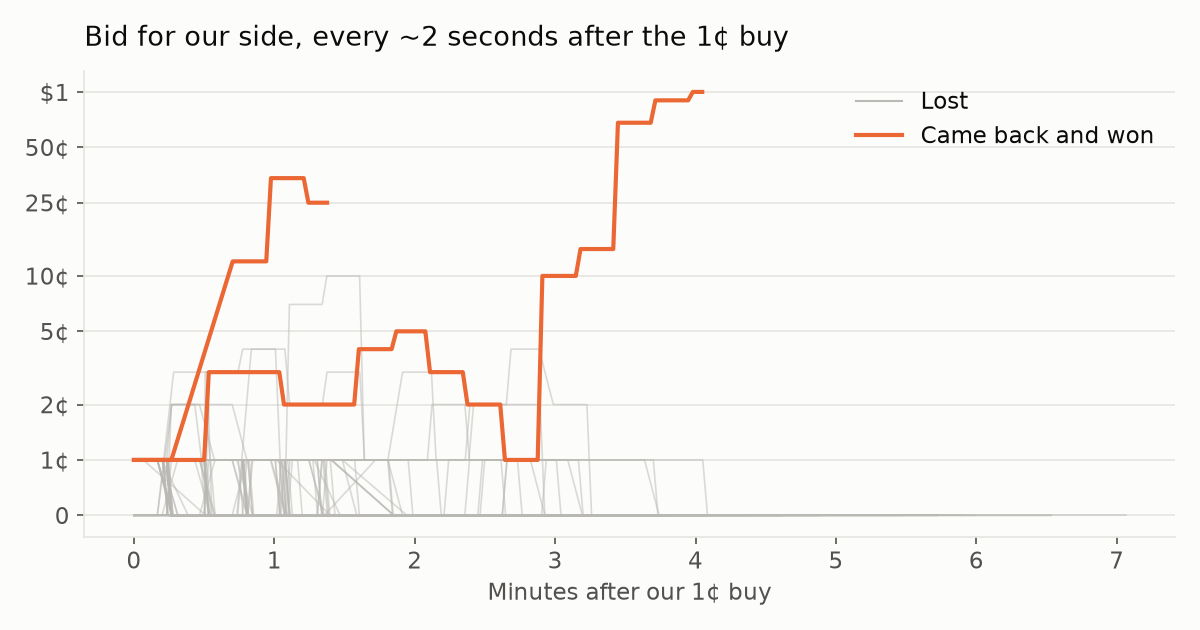 Bid for our side, every ~2 seconds after the 1¢ buy
$1
50¢
25¢
10¢
5¢
2¢
1¢
0
Lost
Came back and won
0 1 2 3 4 5 6 7
Minutes after our 1¢ buy